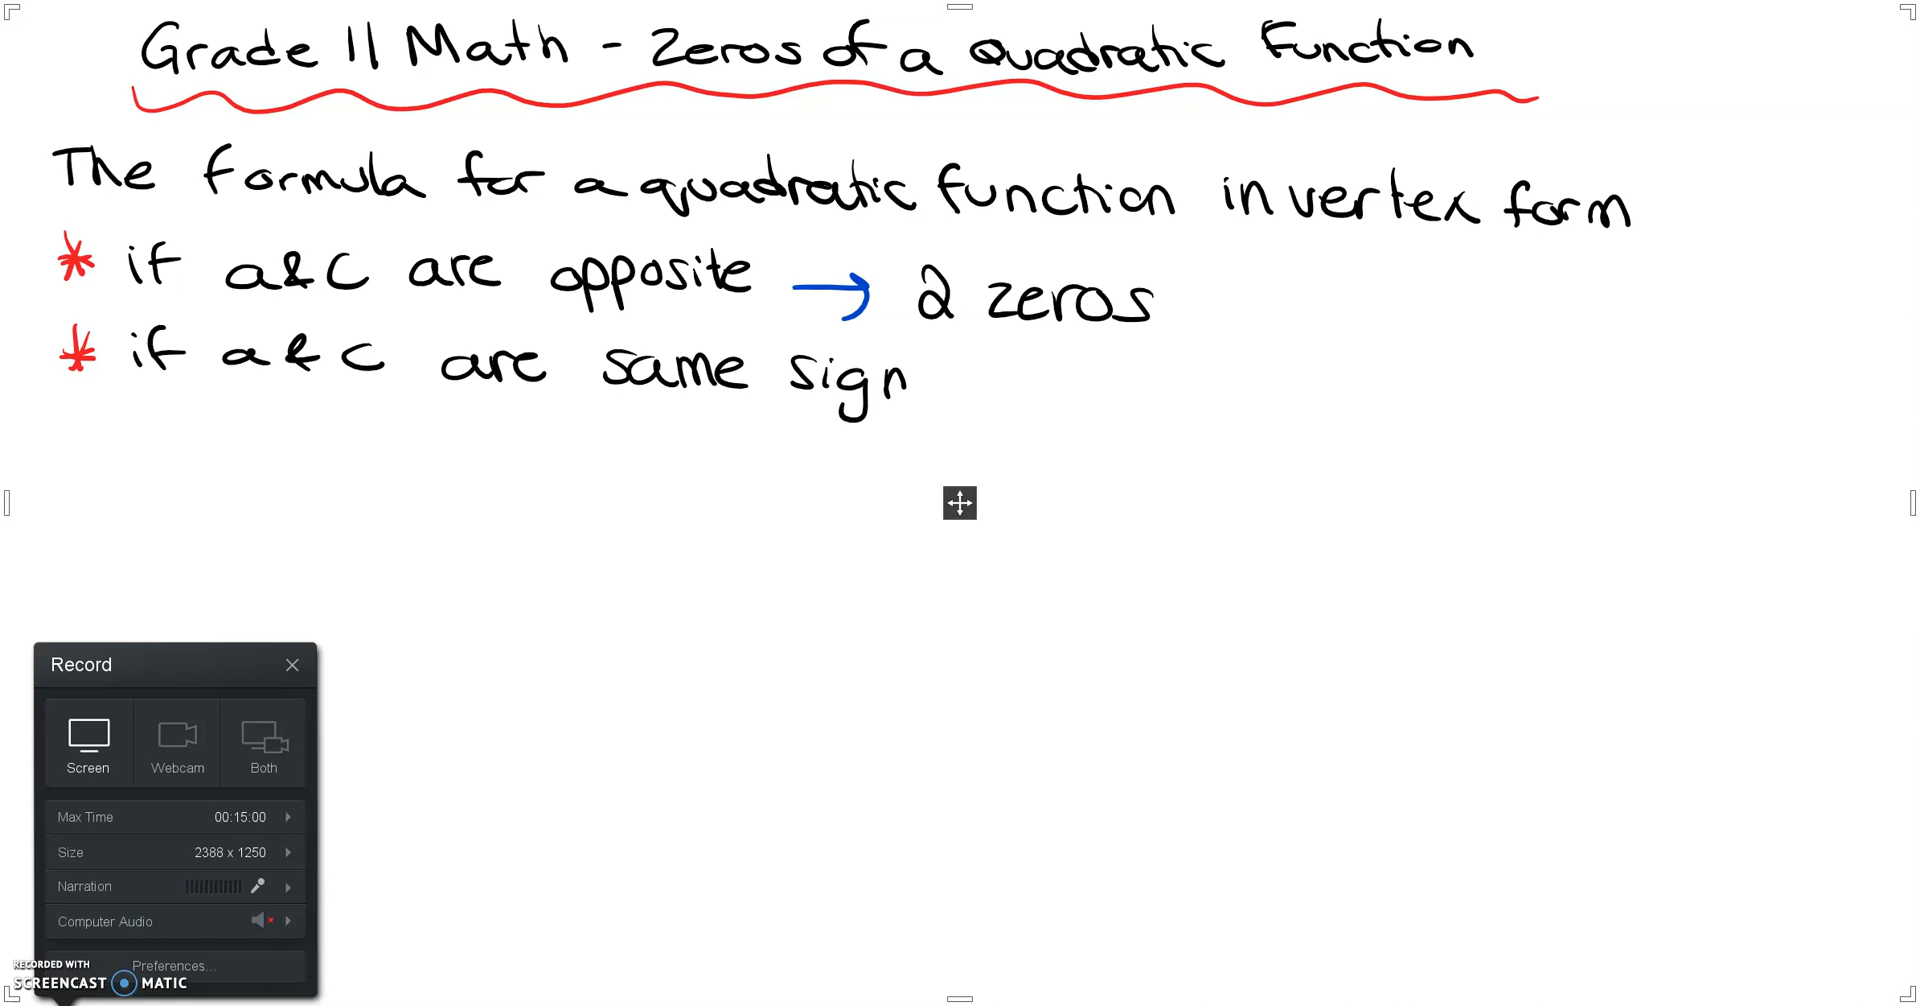 Grade 11 Math - Zeros of a Quadratic Function
The formula for a quadratic function in vertex form
* if a & c are opposite → 2 zeros
* if a & c are same sign
Record
Screen Webcam Both
Max Time 00:15:00
Size 2388 x 1250
Narration
Computer Audio
Preferences...
RECORDED WITH
SCREENCAST MATIC